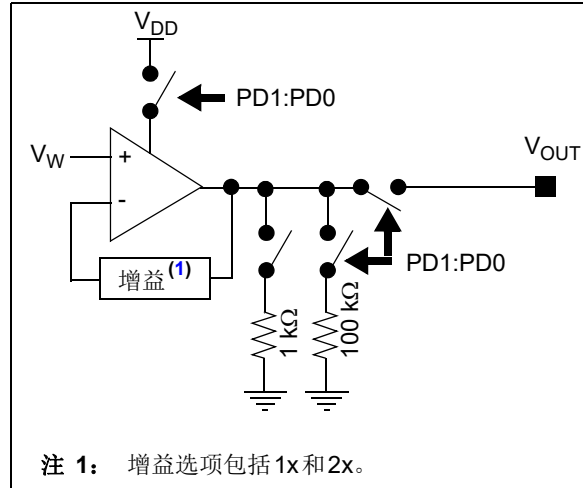 VDD
PD1:PD0
VW
+
-
VOUT
增益(1)
PD1:PD0
1 kΩ
100 kΩ
注 1： 增益选项包括1x和2x。